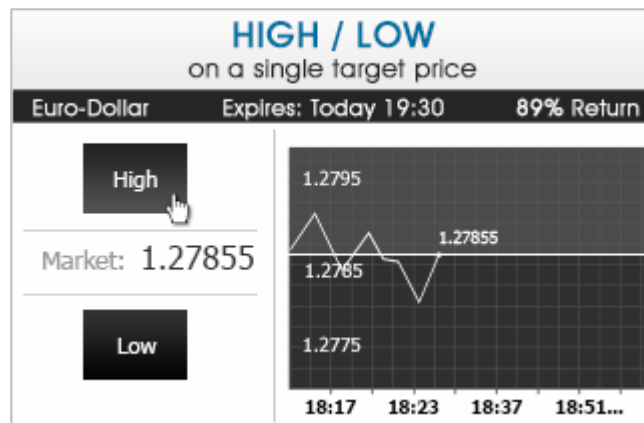 HIGH / LOW
on a single target price
Euro-Dollar Expires: Today 19:30 89% Return
High
Market: 1.27855
Low
1.2795
1.27855
1.2785
1.2775
18:17 18:23 18:37 18:51...